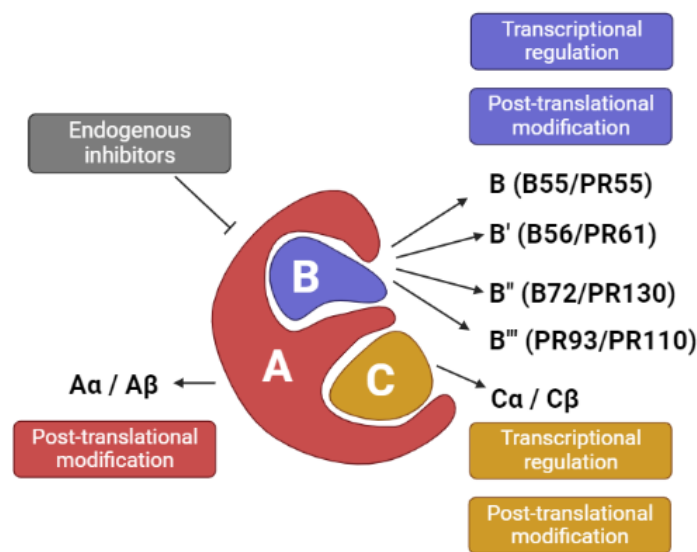 Transcriptional
regulation
Post-translational
modification
Endogenous
inhibitors
B (B55/PR55)
B' (B56/PR61)
B" (B72/PR130)
B"' (PR93/PR110)
B
A
C
Aα / Aβ
Cα / Cβ
Post-translational
modification
Transcriptional
regulation
Post-translational
modification